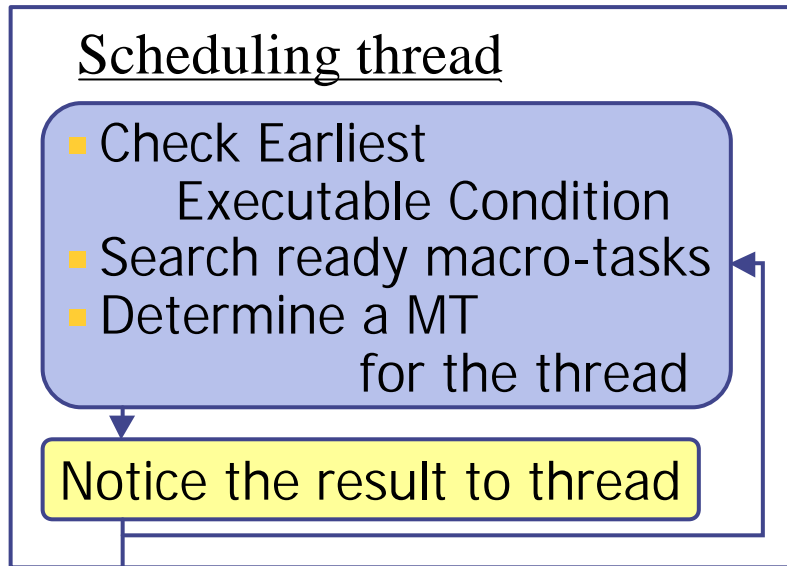 Scheduling thread
Check Earliest
Executable Condition
Search ready macro-tasks
Determine a MT
for the thread
Notice the result to thread